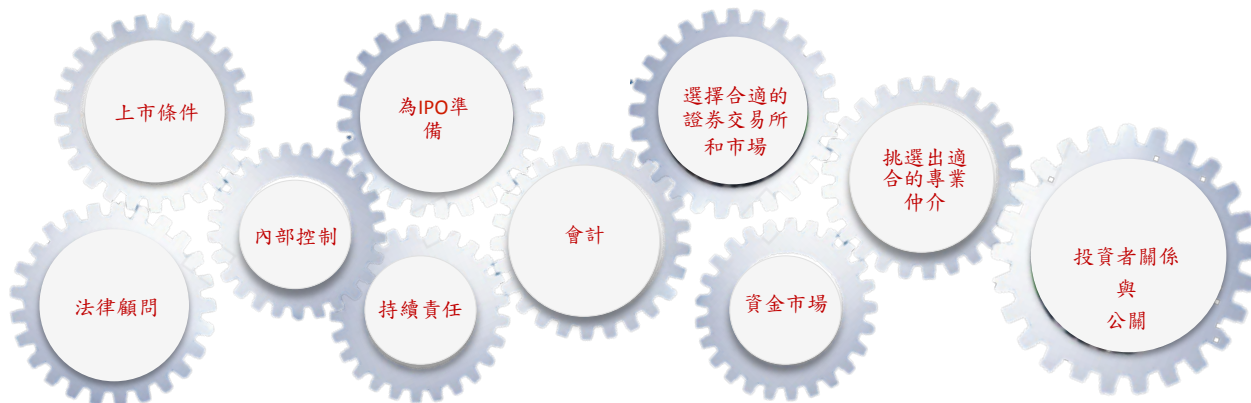 上市條件
為IPO準
備
選擇合適的
證券交易所
和市場
挑選出適
合的專業
仲介
內部控制
會計
投資者關係
與
公關
法律顧問
持續責任
資金市場